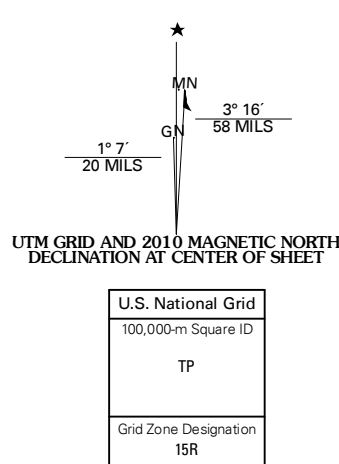 MN
3° 16´
58 MILS
GN
1° 7´
20 MILS
UTM GRID AND 2010 MAGNETIC NORTH
DECLINATION AT CENTER OF SHEET
U.S. National Grid
100,000-m Square ID
TP
Grid Zone Designation
15R